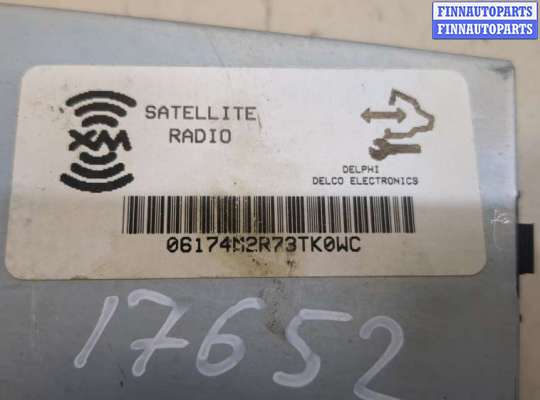 FINNAUTOPARTS
FINNAUTOPARTS
XM
SATELLITE
RADIO
DELPHI
DELCO ELECTRONICS
06174M2R73TK0WC
17652